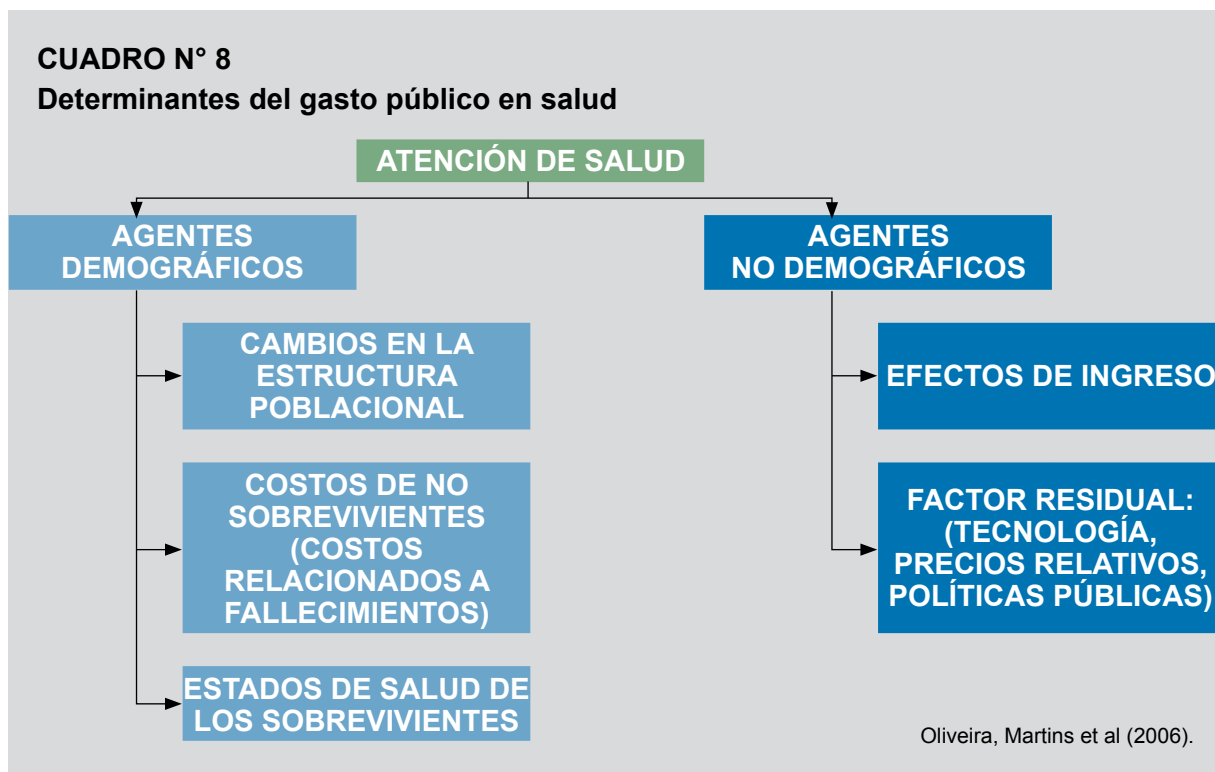 CUADRO N° 8
Determinantes del gasto público en salud
ATENCIÓN DE SALUD
AGENTES
DEMOGRÁFICOS
CAMBIOS EN LA
ESTRUCTURA
POBLACIONAL
COSTOS DE NO
SOBREVIVIENTES
(COSTOS
RELACIONADOS A
FALLECIMIENTOS)
ESTADOS DE SALUD DE
LOS SOBREVIVIENTES
AGENTES
NO DEMOGRÁFICOS
EFECTOS DE INGRESO
FACTOR RESIDUAL:
(TECNOLOGÍA,
PRECIOS RELATIVOS,
POLÍTICAS PÚBLICAS)
Oliveira, Martins et al (2006).